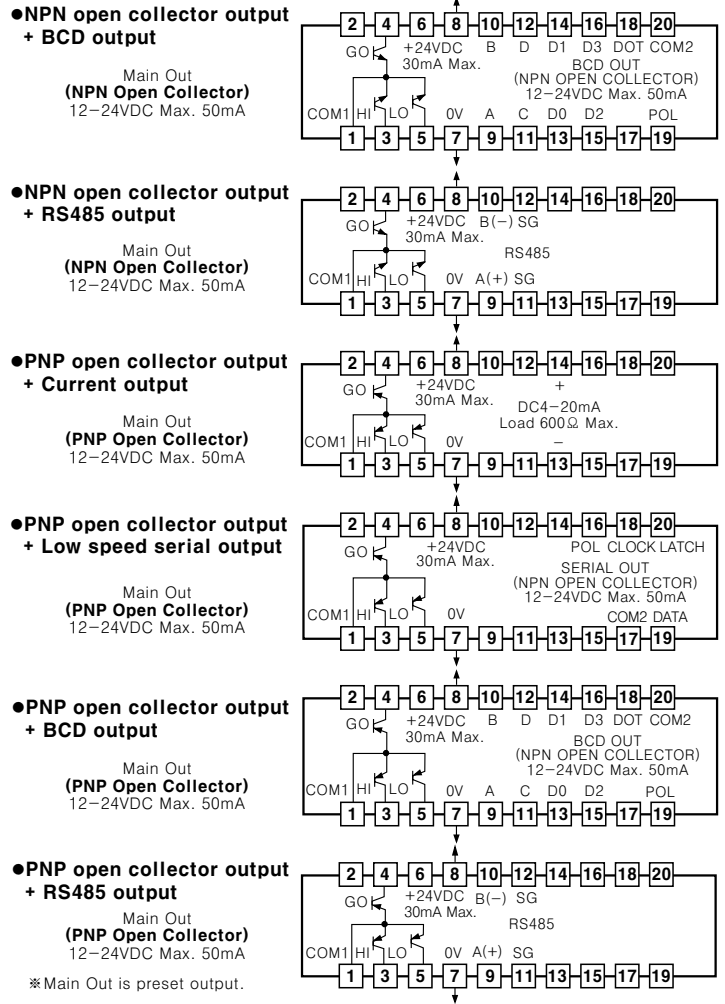 ●NPN open collector output
+ BCD output
Main Out
(NPN Open Collector)
12-24VDC Max. 50mA
2 4 6 8 10 12 14 16 18 20
GO +24VDC B D D1 D3 DOT COM2
30mA Max. BCD OUT
(NPN OPEN COLLECTOR)
12-24VDC Max. 50mA
COM1 HI LO 0V A C D0 D2 POL
1 3 5 7 9 11 13 15 17 19
●NPN open collector output
+ RS485 output
Main Out
(NPN Open Collector)
12-24VDC Max. 50mA
2 4 6 8 10 12 14 16 18 20
GO +24VDC B(-) SG
30mA Max.
RS485
COM1 HI LO 0V A(+) SG
1 3 5 7 9 11 13 15 17 19
●PNP open collector output
+ Current output
Main Out
(PNP Open Collector)
12-24VDC Max. 50mA
2 4 6 8 10 12 14 16 18 20
GO +24VDC +
30mA Max.
DC4-20mA
Load 600Ω Max.
COM1 HI LO 0V -
1 3 5 7 9 11 13 15 17 19
●PNP open collector output
+ Low speed serial output
Main Out
(PNP Open Collector)
12-24VDC Max. 50mA
2 4 6 8 10 12 14 16 18 20
GO +24VDC POL CLOCK LATCH
30mA Max.
SERIAL OUT
(NPN OPEN COLLECTOR)
12-24VDC Max. 50mA
COM1 HI LO 0V COM2 DATA
1 3 5 7 9 11 13 15 17 19
●PNP open collector output
+ BCD output
Main Out
(PNP Open Collector)
12-24VDC Max. 50mA
2 4 6 8 10 12 14 16 18 20
GO +24VDC B D D1 D3 DOT COM2
30mA Max. BCD OUT
(NPN OPEN COLLECTOR)
12-24VDC Max. 50mA
COM1 HI LO 0V A C D0 D2 POL
1 3 5 7 9 11 13 15 17 19
●PNP open collector output
+ RS485 output
Main Out
(PNP Open Collector)
12-24VDC Max. 50mA
※Main Out is preset output.
2 4 6 8 10 12 14 16 18 20
GO +24VDC B(-) SG
30mA Max.
RS485
COM1 HI LO 0V A(+) SG
1 3 5 7 9 11 13 15 17 19